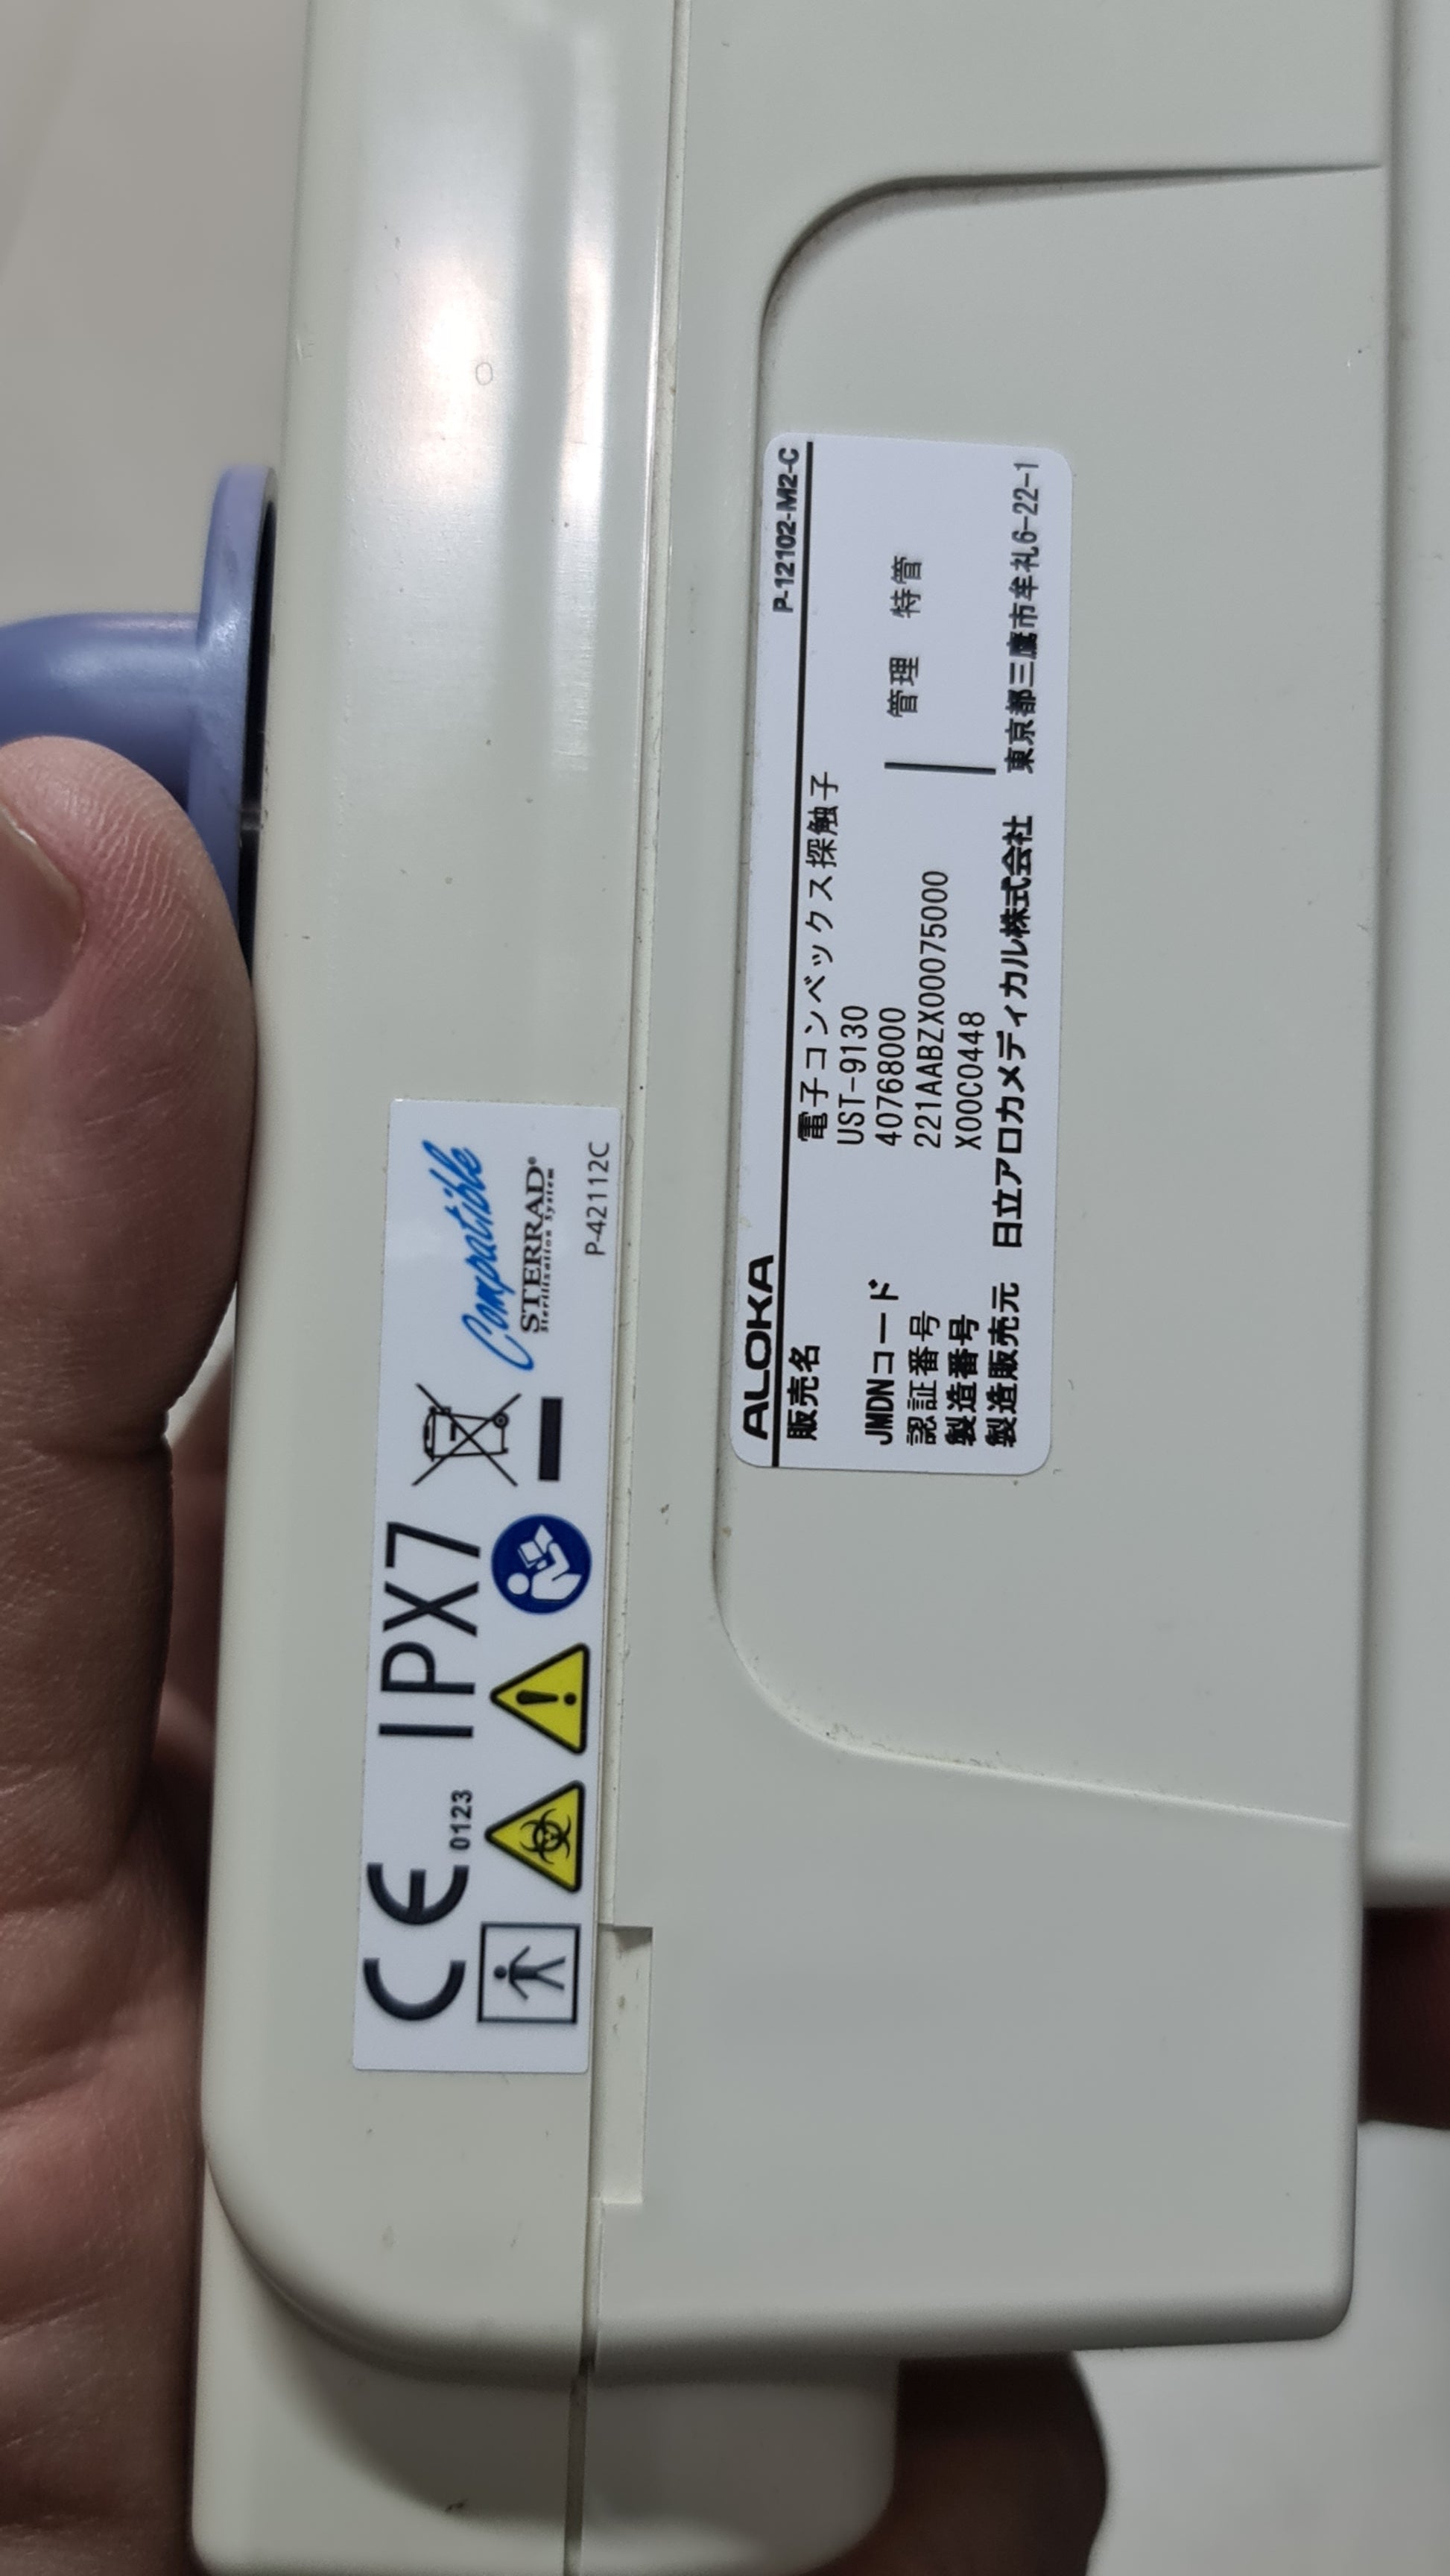 CE 0123 IPX7
Compatible
STERRAD®
Sterilization System
P-42112C
ALOKA P-12102-M2-C
販売名 電子コンベックス探触子
UST-9130
JMDNコード 40768000
認証番号 221AABZX00075000 管理 特管
製造番号 X00C0448
製造販売元 日立アロカメディカル株式会社 東京都三鷹市牟礼6-22-1